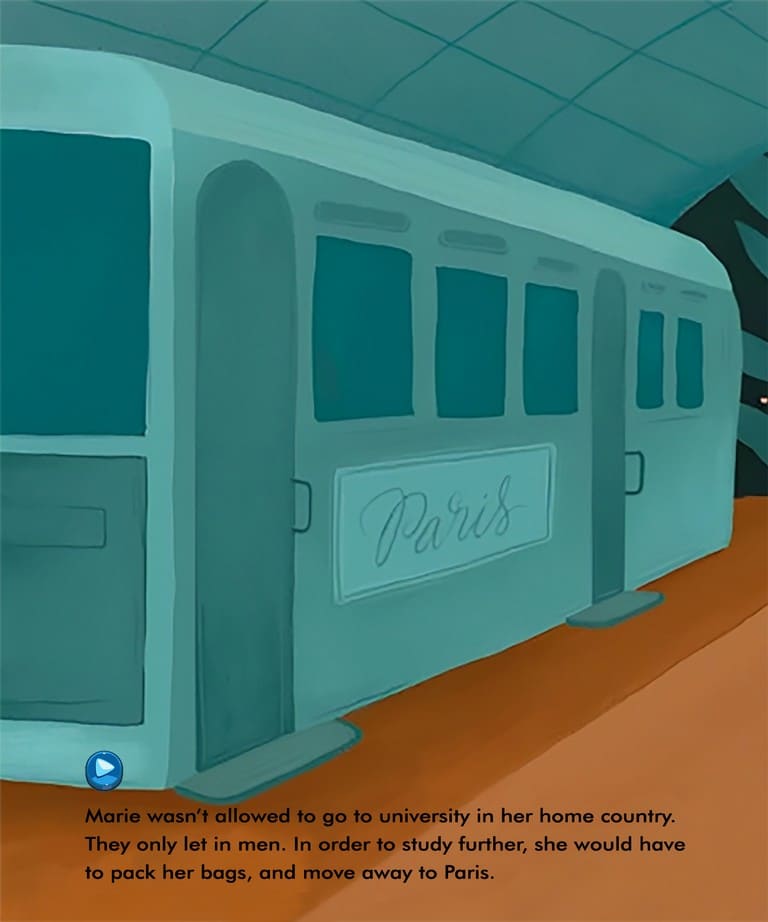 Paris
Marie wasn't allowed to go to university in her home country.
They only let in men. In order to study further, she would have
to pack her bags, and move away to Paris.